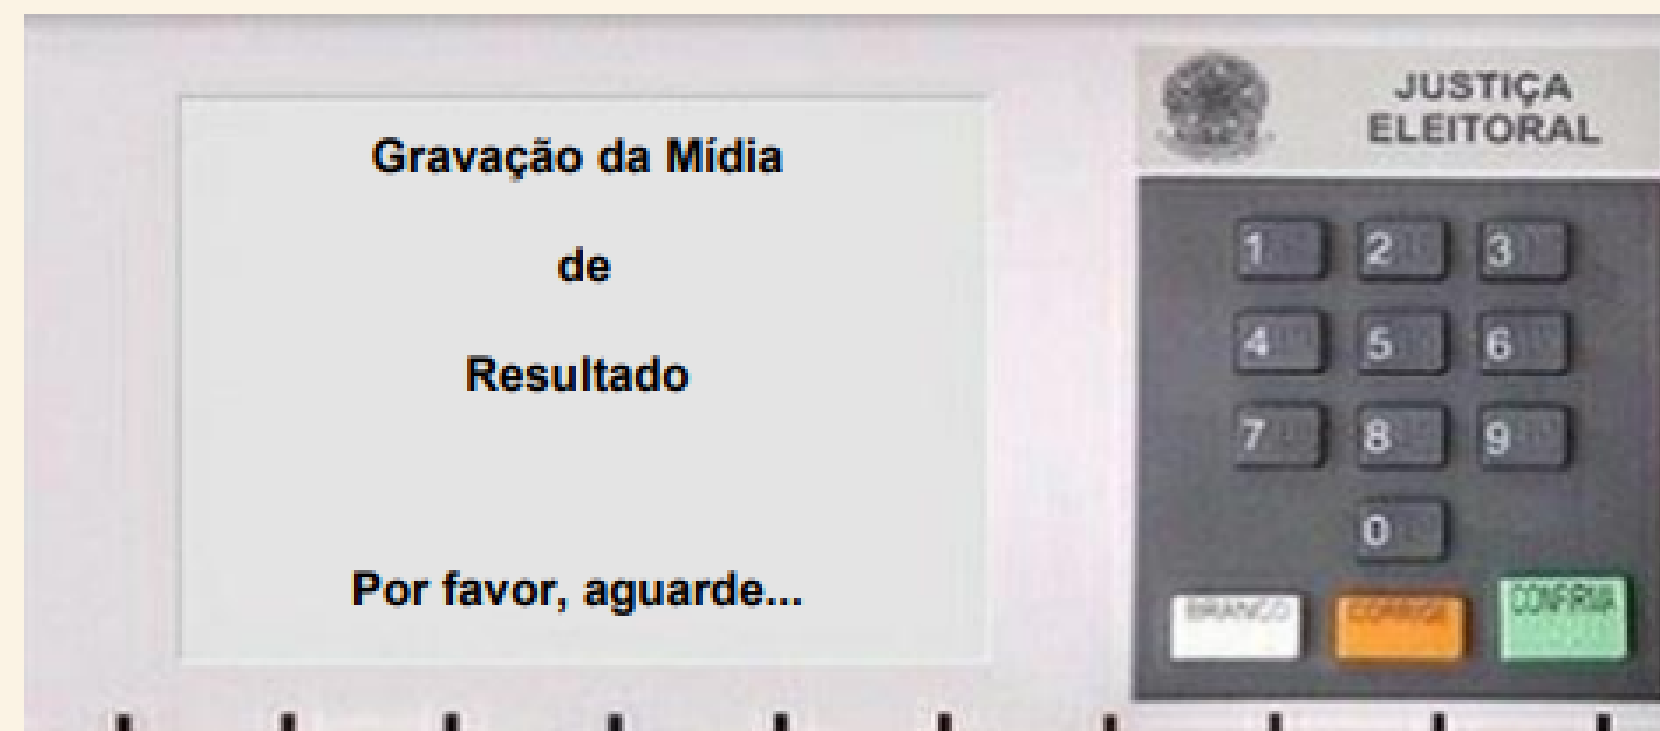 Gravação da Mídia
de
Resultado
Por favor, aguarde...
JUSTIÇA
ELEITORAL
1 2 3
4 5 6
7 8 9
0
BRANCO CORRIGE CONFIRMA